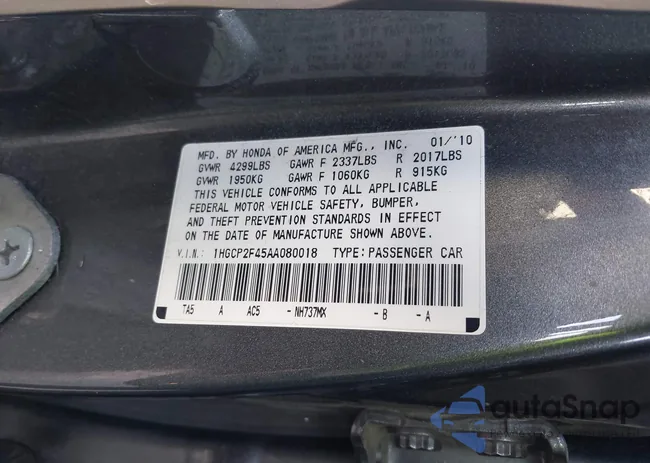 MFD. BY HONDA OF AMERICA MFG., INC. 01/'10
GVWR 4299LBS GAWR F 2337LBS R 2017LBS
GVWR 1950KG GAWR F 1060KG R 915KG
THIS VEHICLE CONFORMS TO ALL APPLICABLE
FEDERAL MOTOR VEHICLE SAFETY, BUMPER,
AND THEFT PREVENTION STANDARDS IN EFFECT
ON THE DATE OF MANUFACTURE SHOWN ABOVE.
V.I.N.: 1HGCP2F45AA080018 TYPE: PASSENGER CAR
TA5 A AC5 -NH737MX -B -A
autoSnap